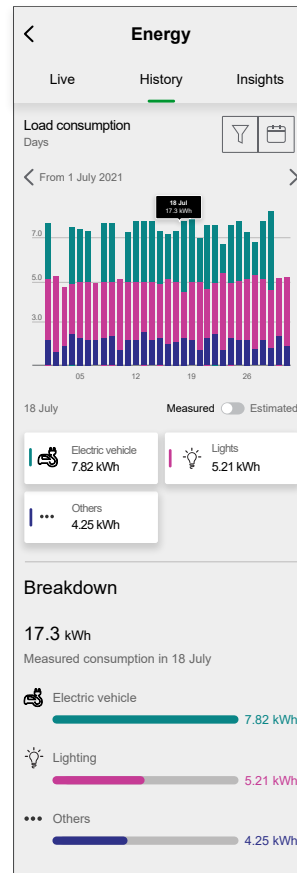 Energy
Live History Insights
Load consumption
Days
From 1 July 2021
18 Jul
17.3 kWh
7.0
5.0
3.0
05 12 19 26
18 July Measured Estimated
Electric vehicle
7.82 kWh
Lights
5.21 kWh
Others
4.25 kWh
Breakdown
17.3 kWh
Measured consumption in 18 July
Electric vehicle
7.82 kWh
Lighting
5.21 kWh
Others
4.25 kWh